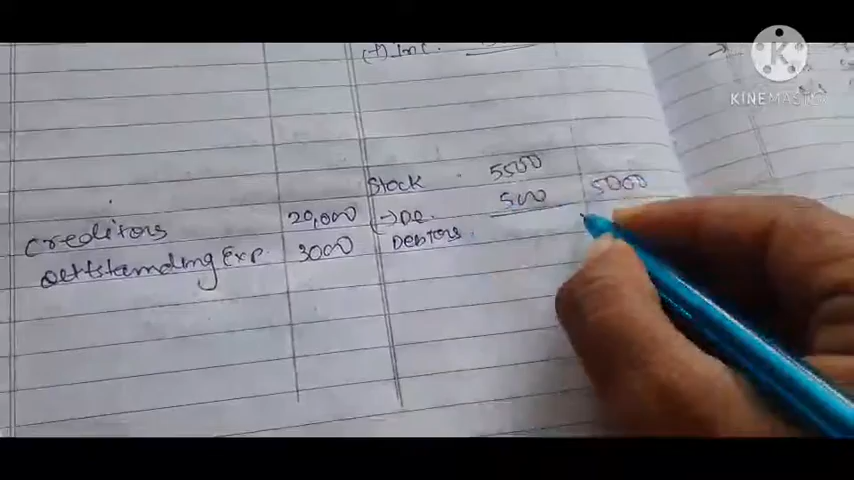 (+) Inc.
KINEMASTER
Stock 5500
(-) De. 500 5000
Creditors 20,000
Debtors
Outstanding Exp. 3000